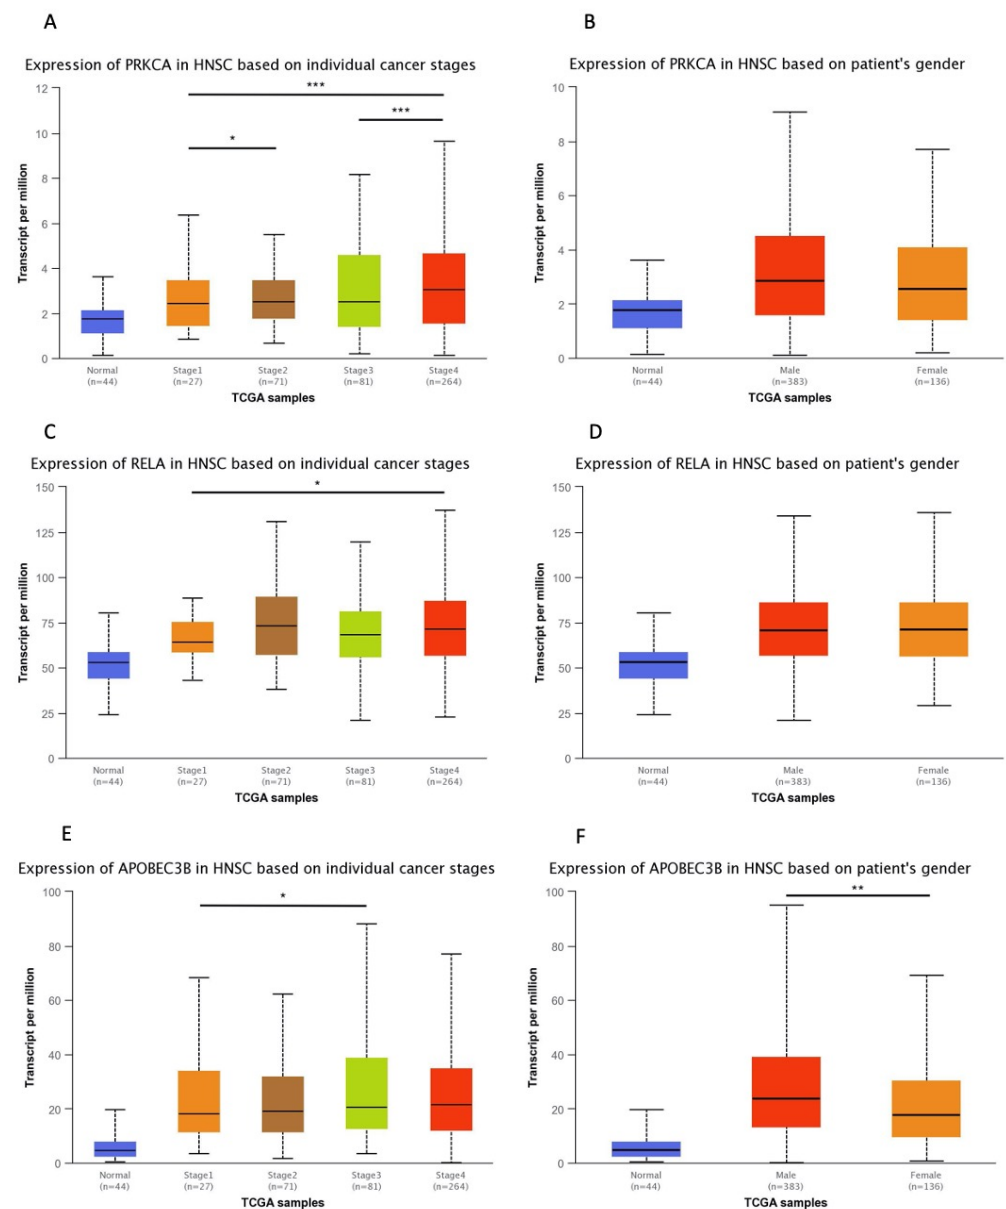 A
Expression of PRKCA in HNSC based on individual cancer stages
Transcript per million
12
10
8
6
4
2
0
***
***
*
Normal
(n=44)
Stage1
(n=27)
Stage2
(n=71)
Stage3
(n=81)
Stage4
(n=264)
TCGA samples
B
Expression of PRKCA in HNSC based on patient's gender
Transcript per million
10
8
6
4
2
0
Normal
(n=44)
Male
(n=383)
Female
(n=136)
TCGA samples
C
Expression of RELA in HNSC based on individual cancer stages
Transcript per million
150
125
100
75
50
25
0
*
Normal
(n=44)
Stage1
(n=27)
Stage2
(n=71)
Stage3
(n=81)
Stage4
(n=264)
TCGA samples
D
Expression of RELA in HNSC based on patient's gender
Transcript per million
150
125
100
75
50
25
0
Normal
(n=44)
Male
(n=383)
Female
(n=136)
TCGA samples
E
Expression of APOBEC3B in HNSC based on individual cancer stages
Transcript per million
100
80
60
40
20
0
*
Normal
(n=44)
Stage1
(n=27)
Stage2
(n=71)
Stage3
(n=81)
Stage4
(n=264)
TCGA samples
F
Expression of APOBEC3B in HNSC based on patient's gender
Transcript per million
100
80
60
40
20
0
**
Normal
(n=44)
Male
(n=383)
Female
(n=136)
TCGA samples